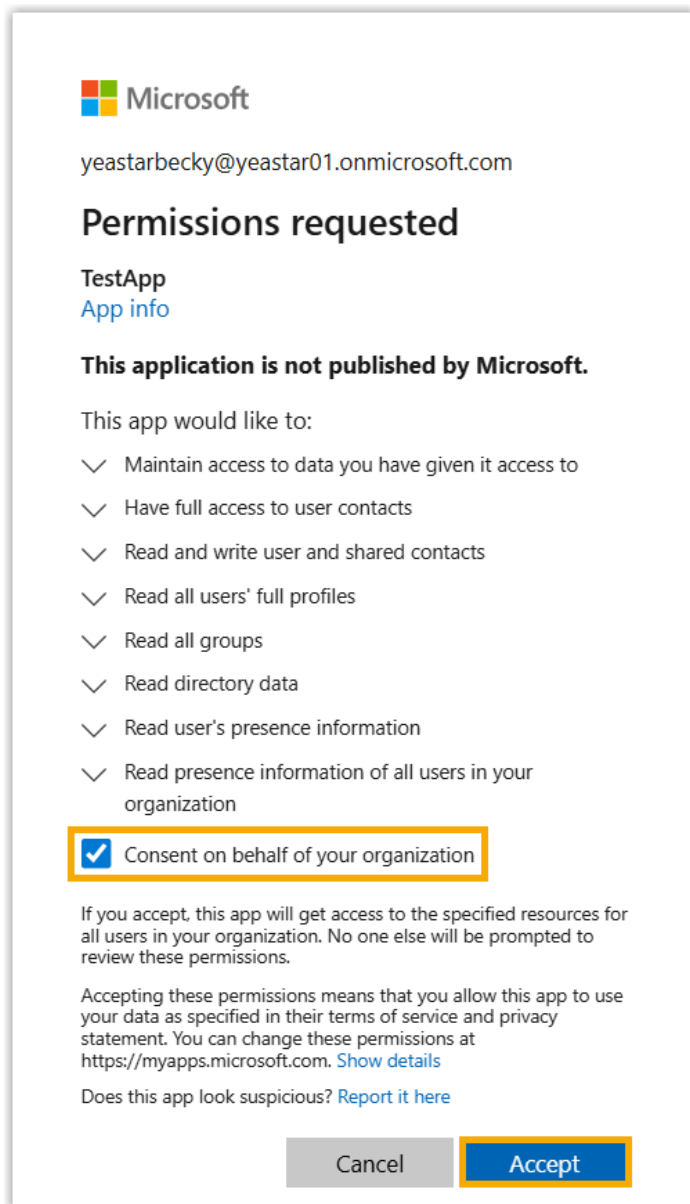 Microsoft
yeastarbecky@yeastar01.onmicrosoft.com
Permissions requested
TestApp
App info
This application is not published by Microsoft.
This app would like to:
Maintain access to data you have given it access to
Have full access to user contacts
Read and write user and shared contacts
Read all users' full profiles
Read all groups
Read directory data
Read user's presence information
Read presence information of all users in your
organization
Consent on behalf of your organization
If you accept, this app will get access to the specified resources for
all users in your organization. No one else will be prompted to
review these permissions.
Accepting these permissions means that you allow this app to use
your data as specified in their terms of service and privacy
statement. You can change these permissions at
https://myapps.microsoft.com. Show details
Does this app look suspicious? Report it here
Cancel Accept